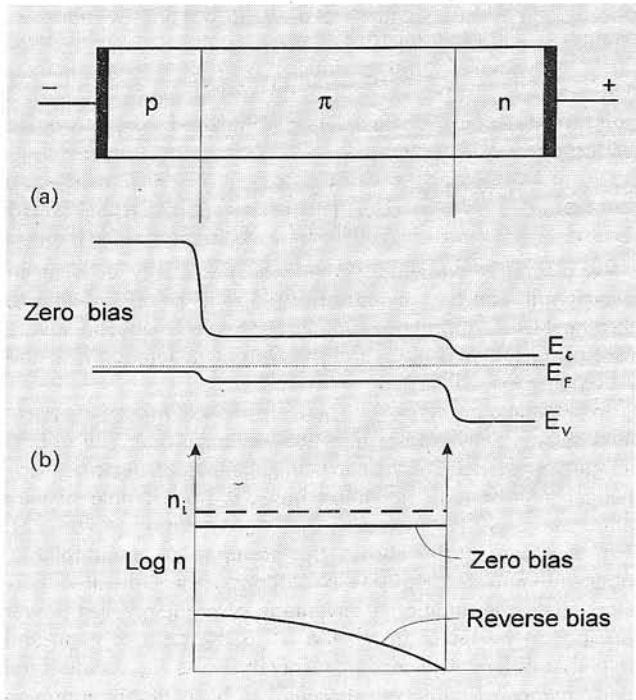 − +
p π n
(a)
Zero bias
E_c
E_F
E_v
(b)
n_i
Log n
Zero bias
Reverse bias